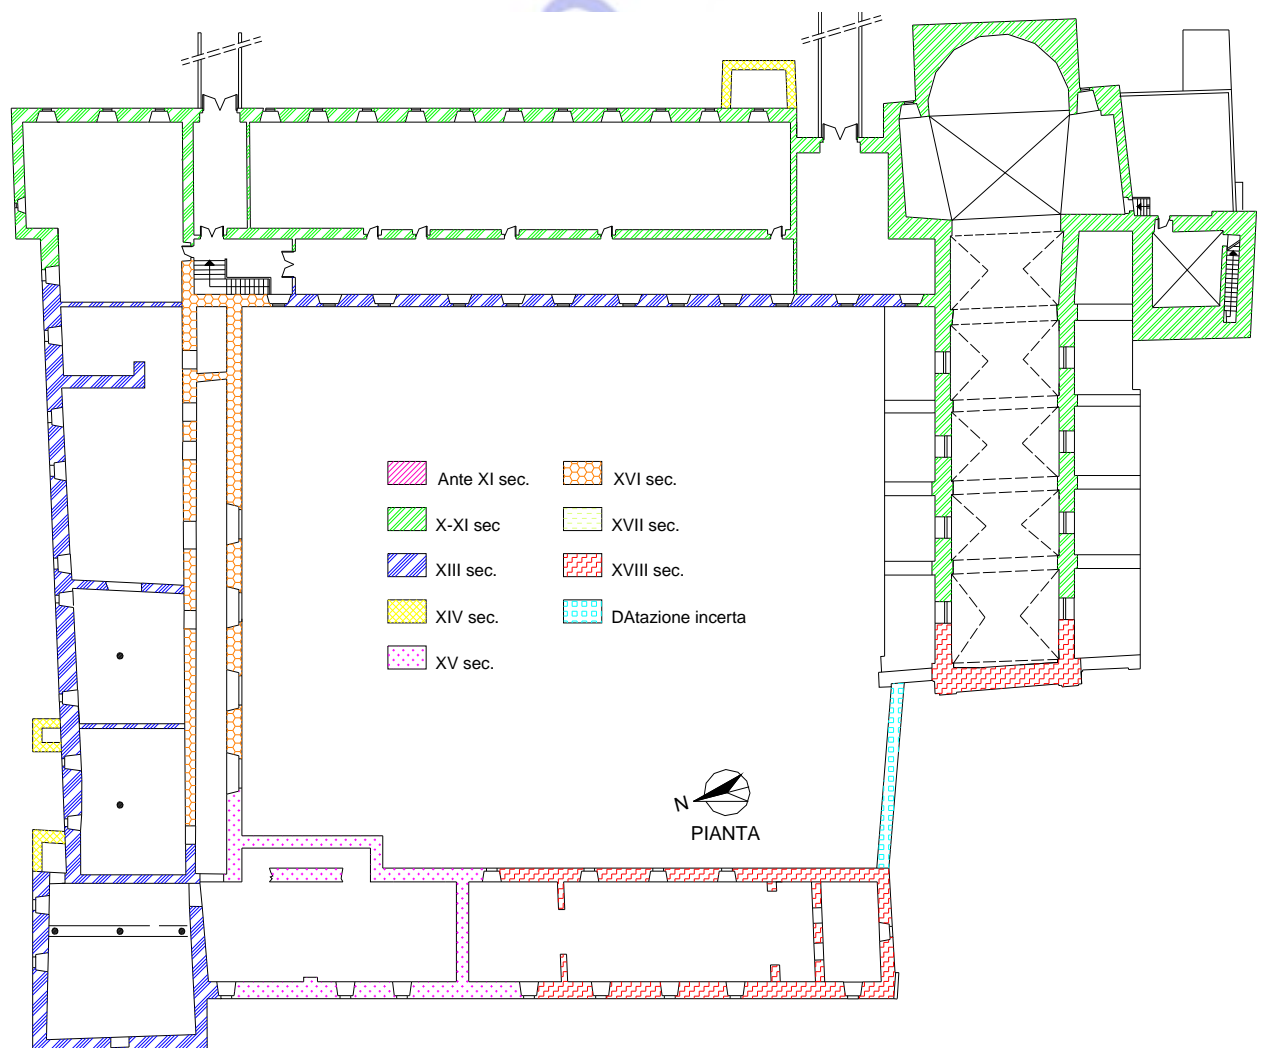 Ante XI sec.
X-XI sec
XIII sec.
XIV sec.
XV sec.
XVI sec.
XVII sec.
XVIII sec.
DAtazione incerta
N
PIANTA